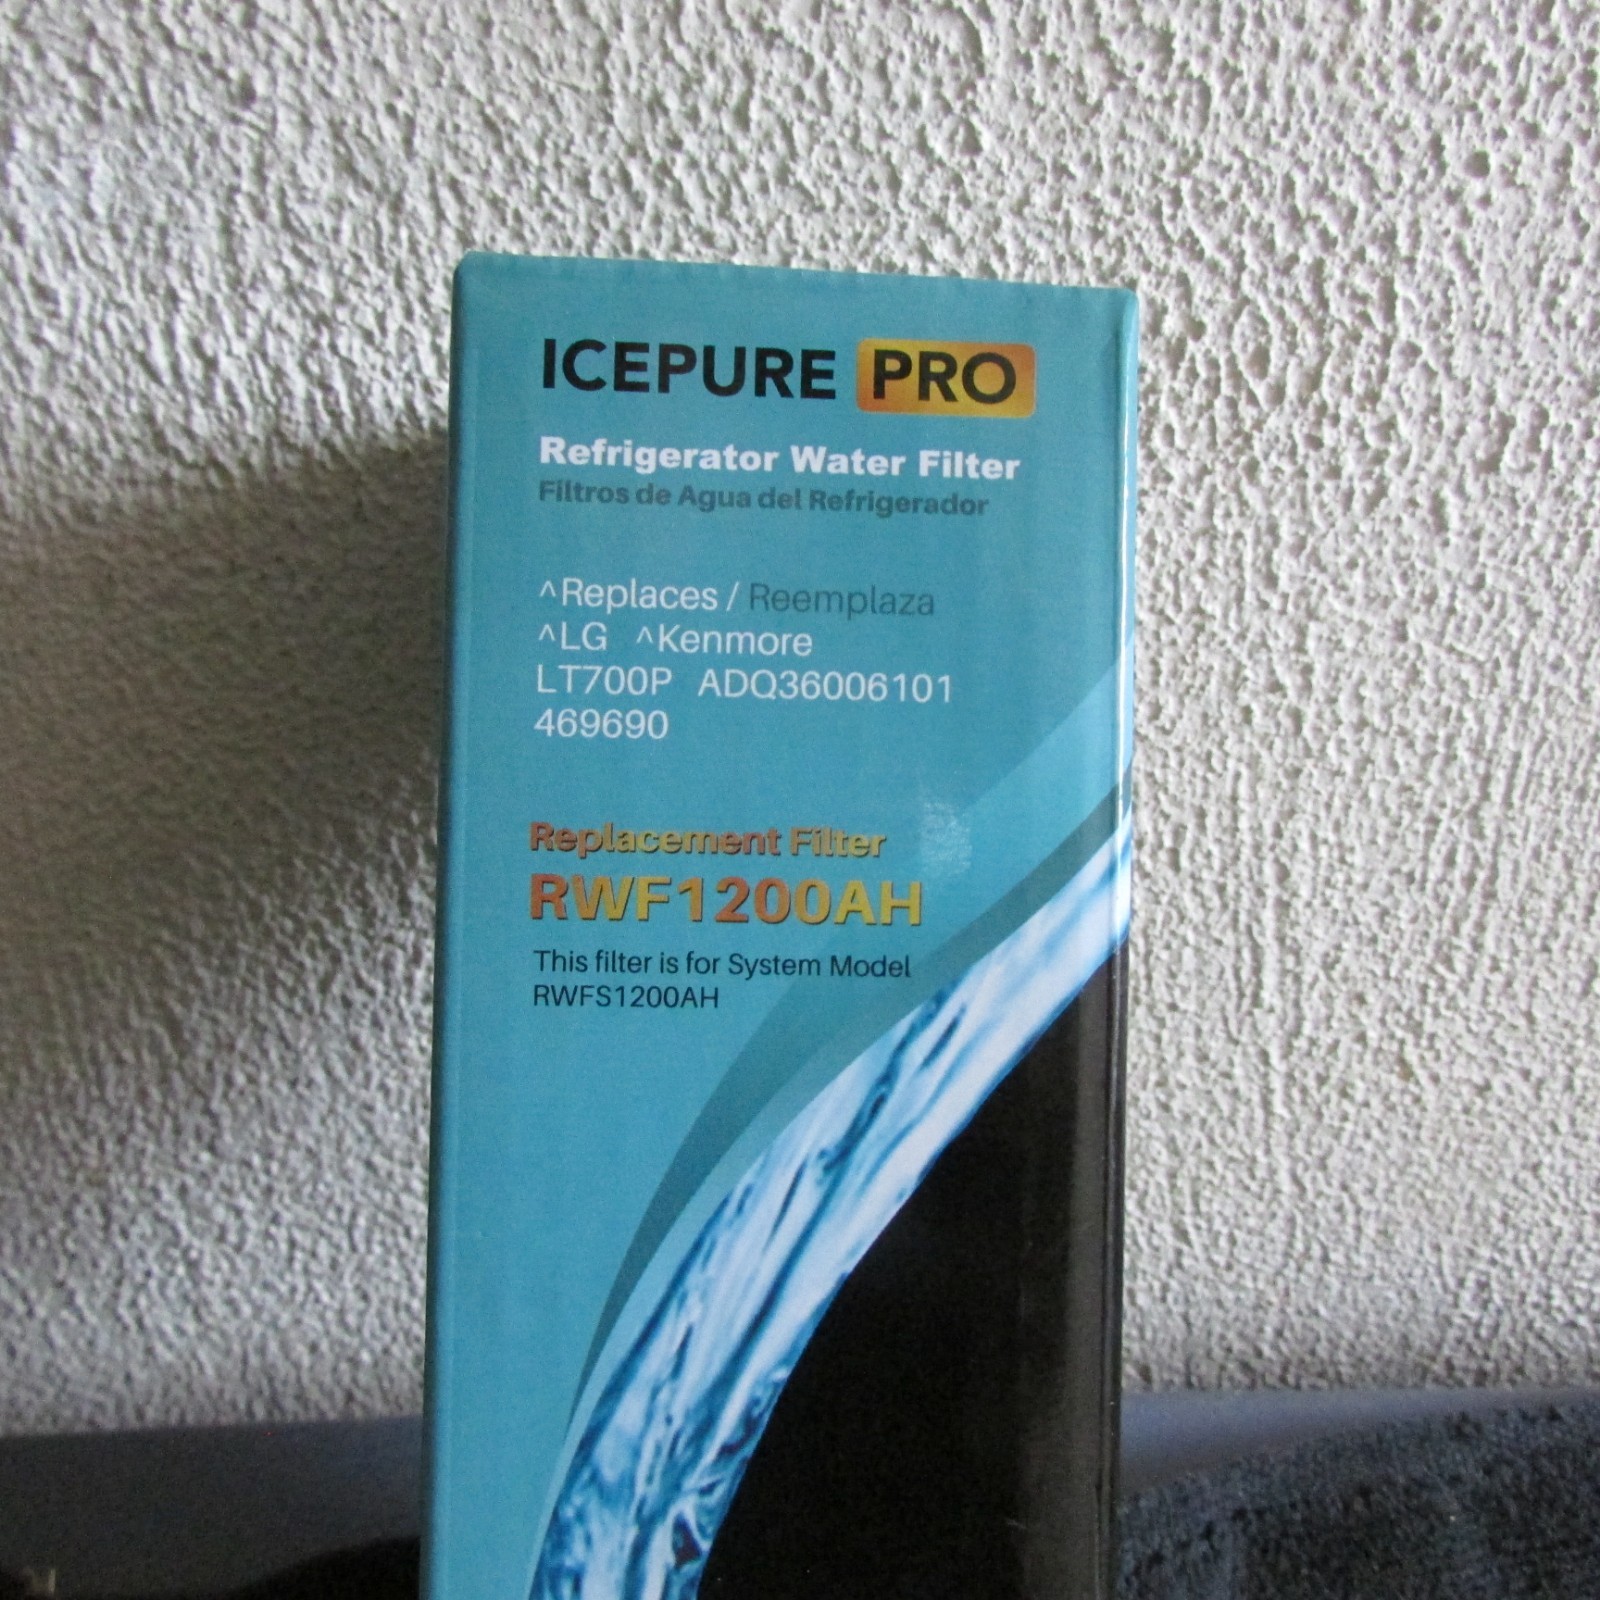 ICEPURE PRO
Refrigerator Water Filter
Filtros de Agua del Refrigerador
^Replaces / Reemplaza
^LG ^Kenmore
LT700P ADQ36006101
469690
Replacement Filter
RWF1200AH
This filter is for System Model
RWFS1200AH